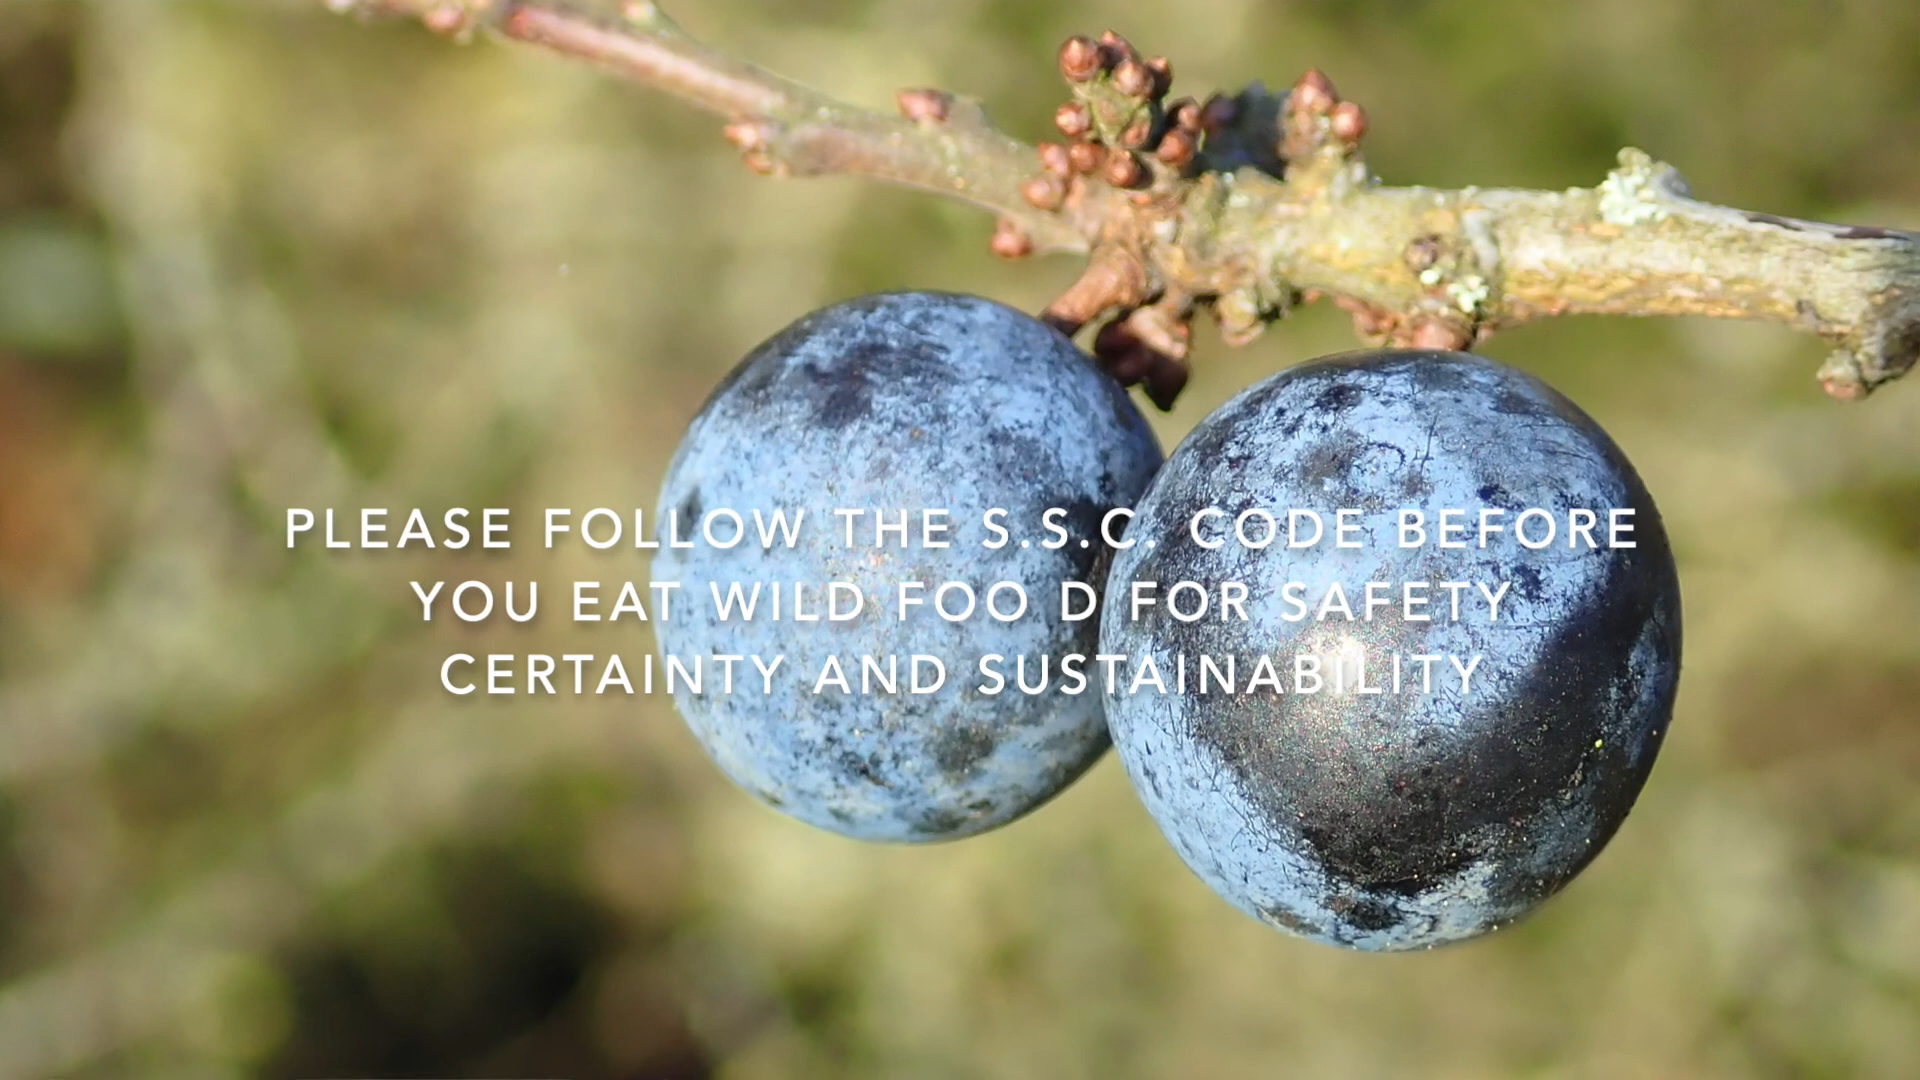 PLEASE FOLLOW THE S.S.C. CODE BEFORE
YOU EAT WILD FOO D FOR SAFETY
CERTAINTY AND SUSTAINABILITY